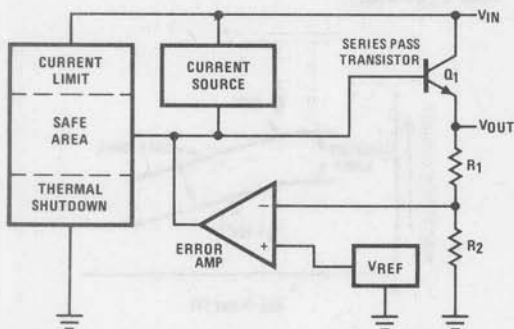 VIN
SERIES PASS
TRANSISTOR
Q1
CURRENT
LIMIT
SAFE
AREA
THERMAL
SHUTDOWN
CURRENT
SOURCE
VOUT
R1
R2
−
+
ERROR
AMP
VREF